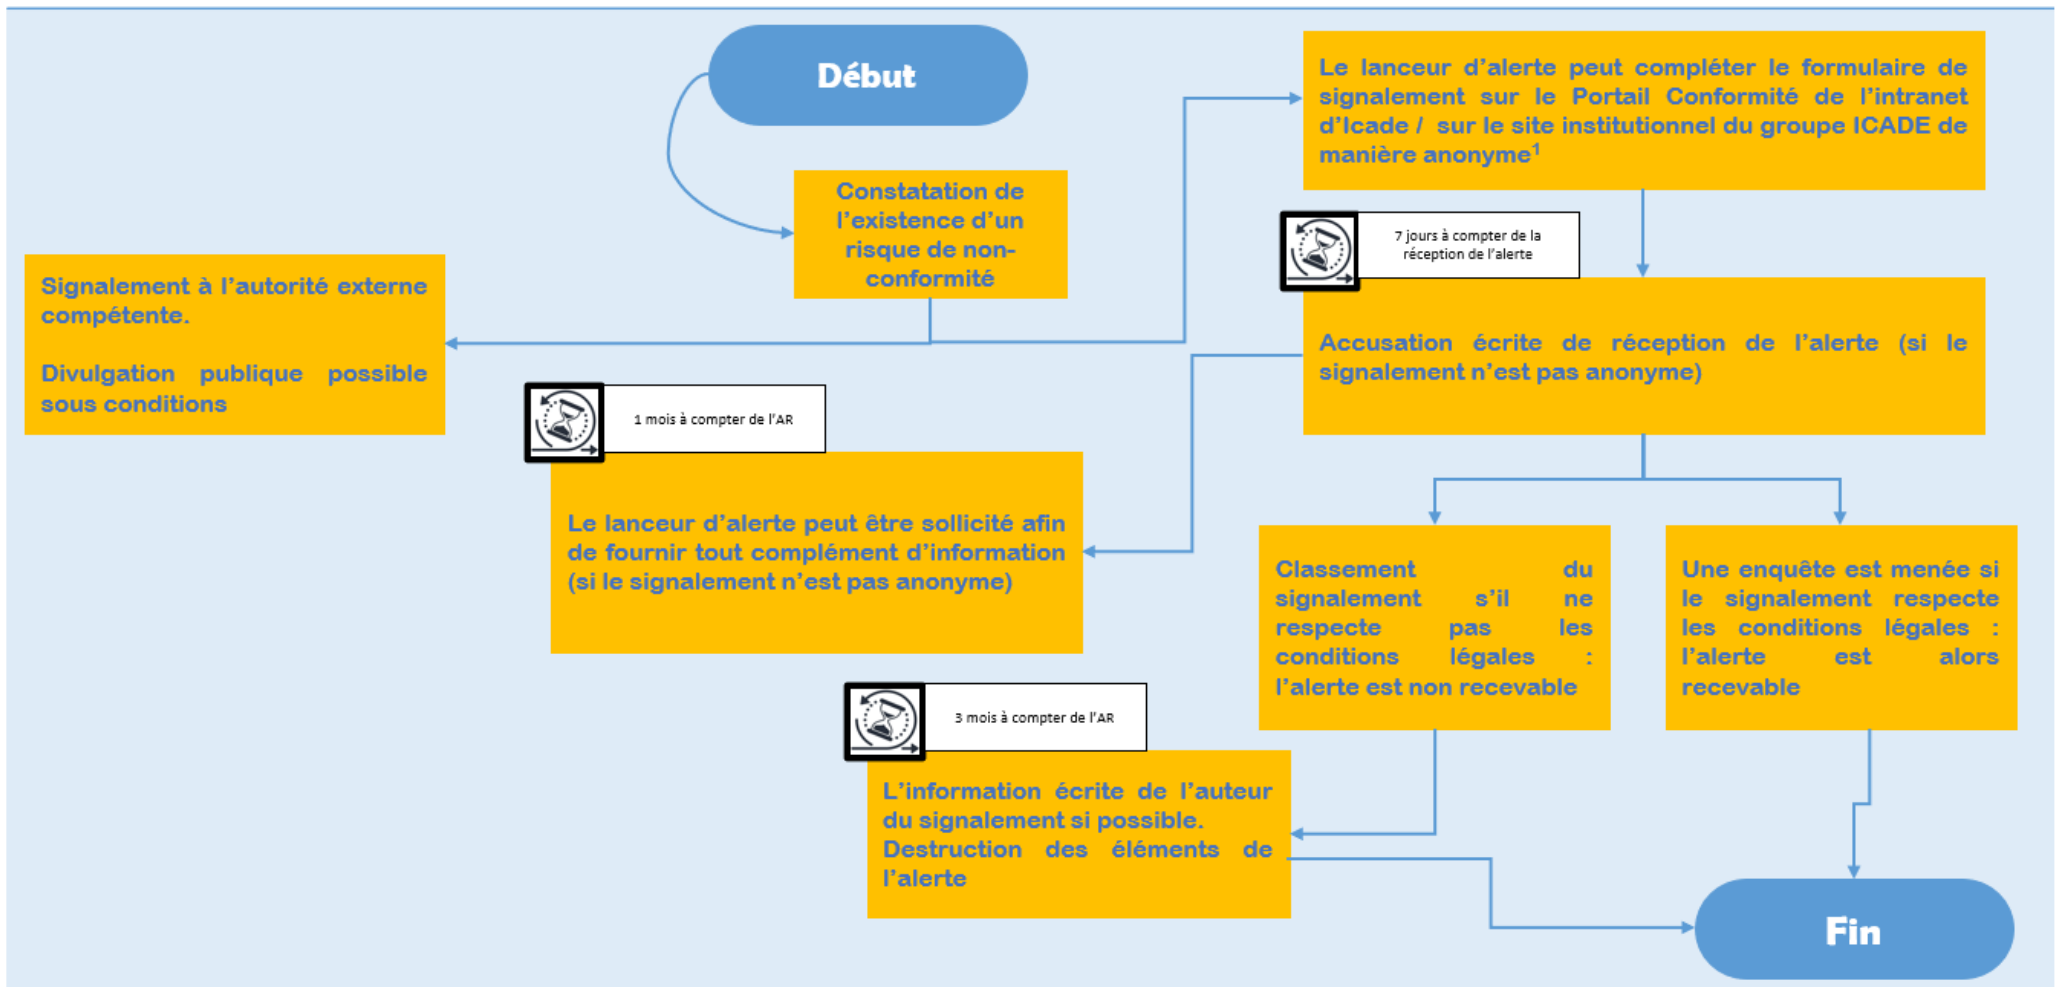 Début
Le lanceur d’alerte peut compléter le formulaire de
signalement sur le Portail Conformité de l’intranet
d’Icade / sur le site institutionnel du groupe ICADE de
manière anonyme¹
Constatation de
l’existence d’un
risque de non-
conformité
7 jours à compter de la
réception de l’alerte
Signalement à l’autorité externe
compétente.
Divulgation publique possible
sous conditions
Accusation écrite de réception de l’alerte (si le
signalement n’est pas anonyme)
1 mois à compter de l’AR
Le lanceur d’alerte peut être sollicité afin
de fournir tout complément d’information
(si le signalement n’est pas anonyme)
Classement du
signalement s’il ne
respecte pas les
conditions légales :
l’alerte est non recevable
Une enquête est menée si
le signalement respecte
les conditions légales :
l’alerte est alors
recevable
3 mois à compter de l’AR
L’information écrite de l’auteur
du signalement si possible.
Destruction des éléments de
l’alerte
Fin